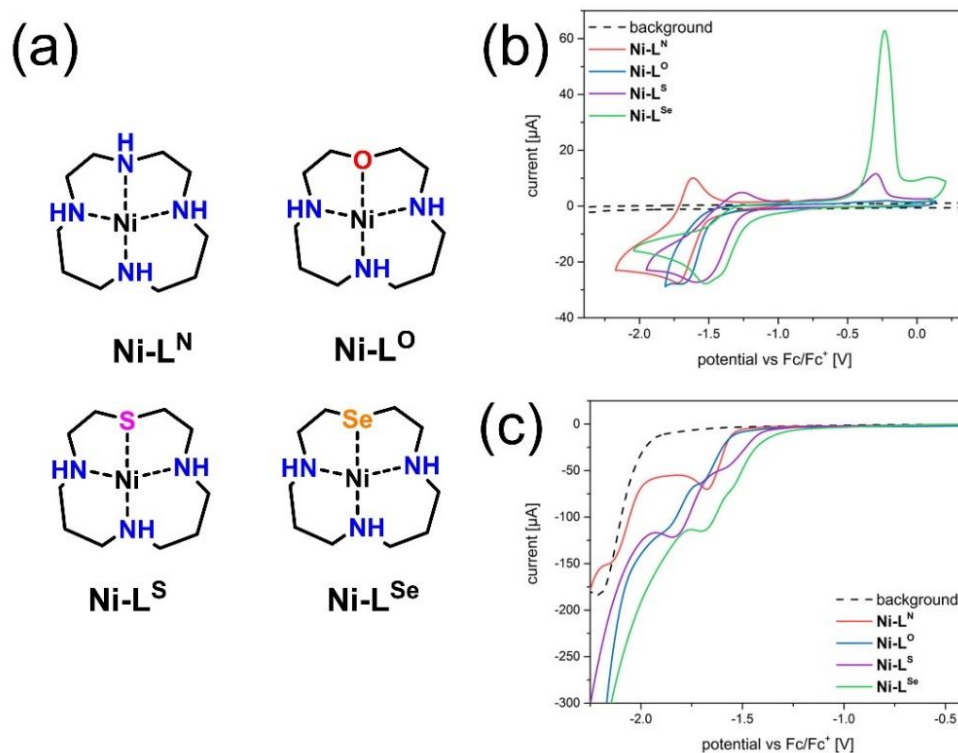 (a)
H
N
HN
Ni
NH
NH
Ni-L^N
O
HN
Ni
NH
NH
Ni-L^O
S
HN
Ni
NH
NH
Ni-L^S
Se
HN
Ni
NH
NH
Ni-L^Se
(b)
background
Ni-L^N
Ni-L^O
Ni-L^S
Ni-L^Se
current [µA]
60
40
20
0
-20
-40
-2.0 -1.5 -1.0 -0.5 0.0
potential vs Fc/Fc⁺ [V]
(c)
current [µA]
0
-50
-100
-150
-200
-250
-300
background
Ni-L^N
Ni-L^O
Ni-L^S
Ni-L^Se
-2.0 -1.5 -1.0 -0.5
potential vs Fc/Fc⁺ [V]